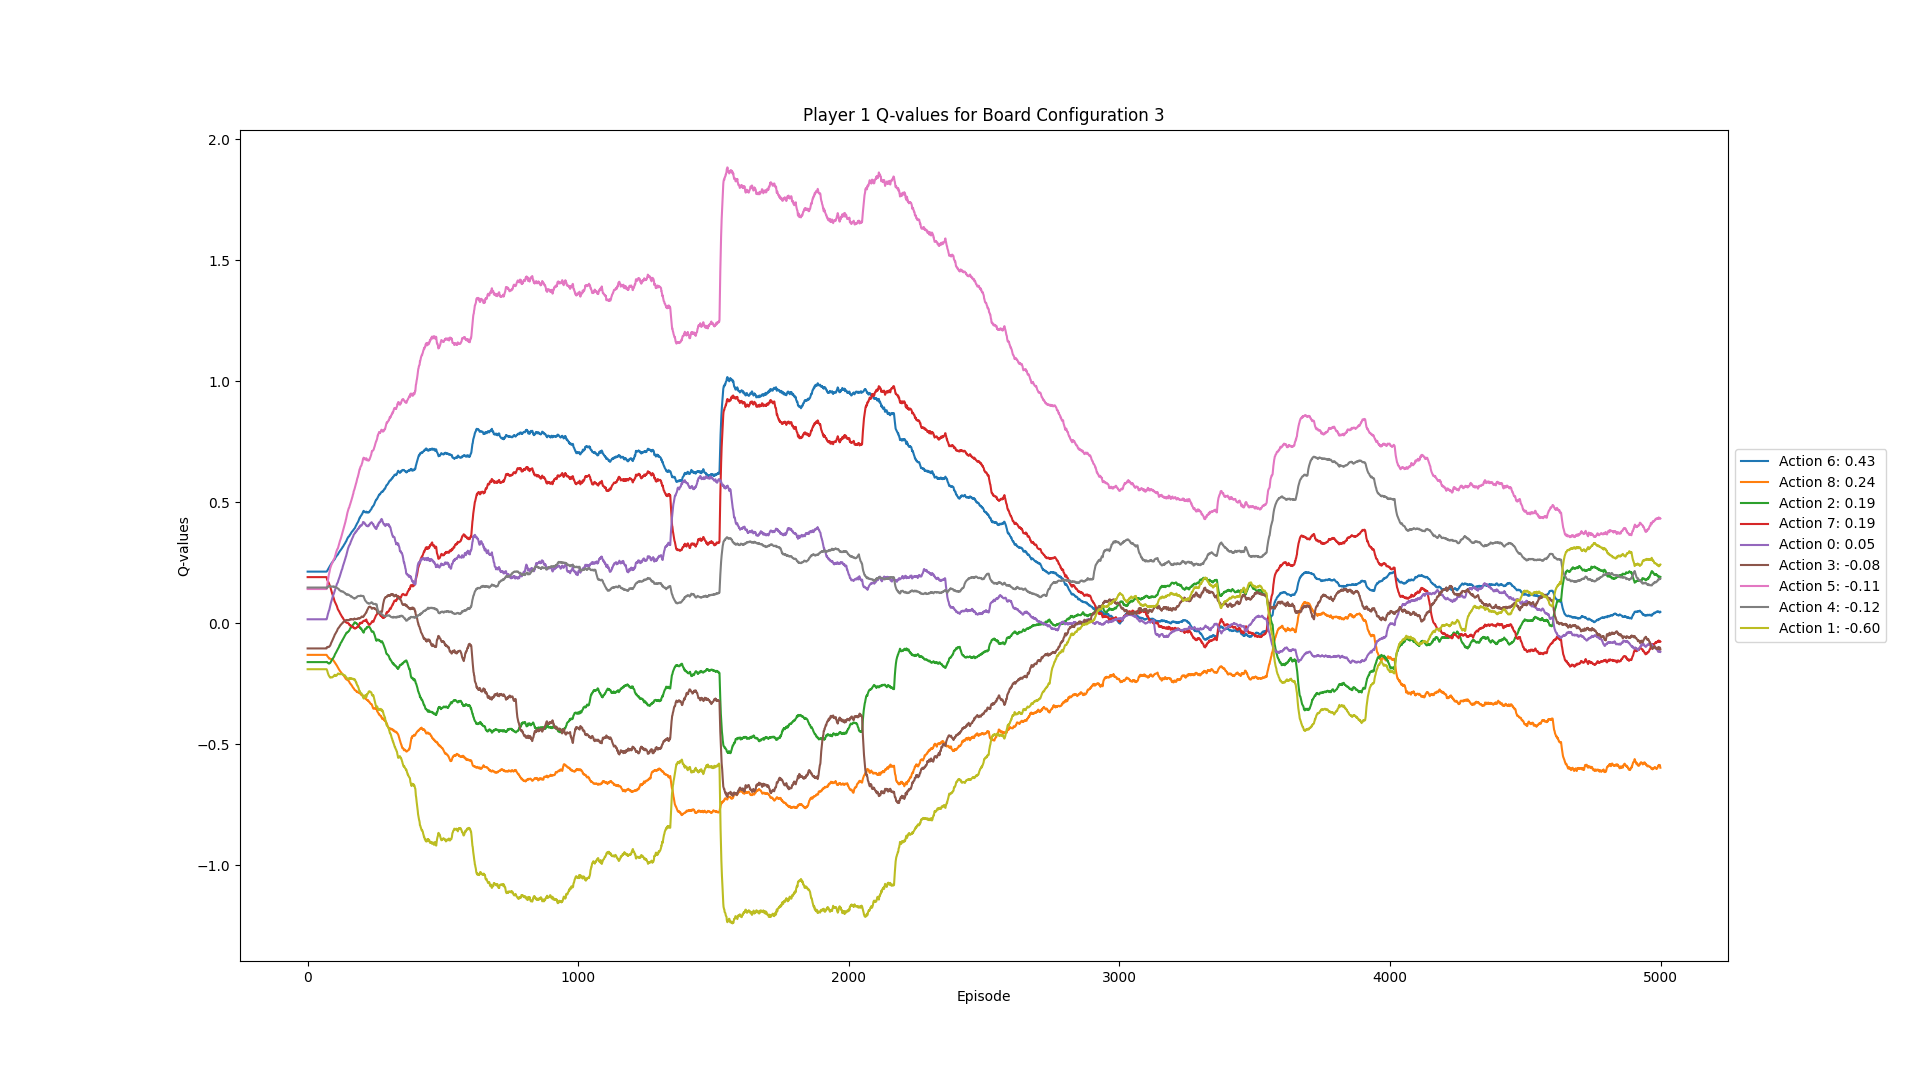 Player 1 Q-values for Board Configuration 3
2.0
1.5
1.0
0.5
0.0
−0.5
−1.0
Q-values
0
1000
2000
3000
4000
5000
Episode
Action 6: 0.43
Action 8: 0.24
Action 2: 0.19
Action 7: 0.19
Action 0: 0.05
Action 3: -0.08
Action 5: -0.11
Action 4: -0.12
Action 1: -0.60